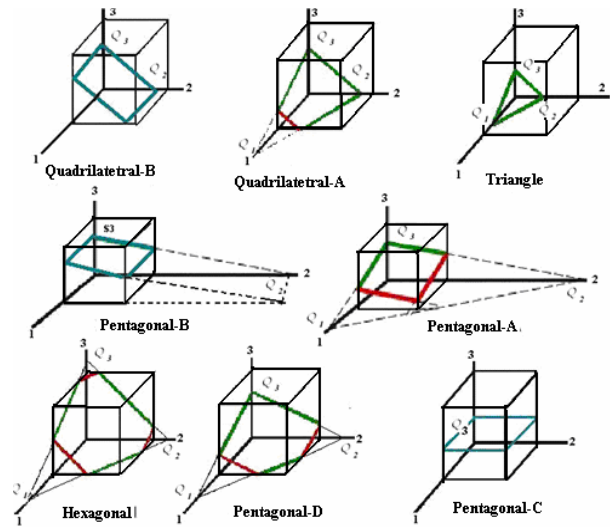 3
Q3
Q2
2
1
Quadrilatetral-B
3
Q3
Q2
2
Q1
1
Quadrilatetral-A
3
Q3
Q2
2
Q1
1
Triangle
3
S3
2
Q2
1
Pentagonal-B
3
Q3
2
Q2
Q1
1
Pentagonal-A
3
Q3
2
Q2
Q1
1
Hexagonal
3
Q3
2
Q2
Q1
1
Pentagonal-D
3
Q3
2
1
Pentagonal-C